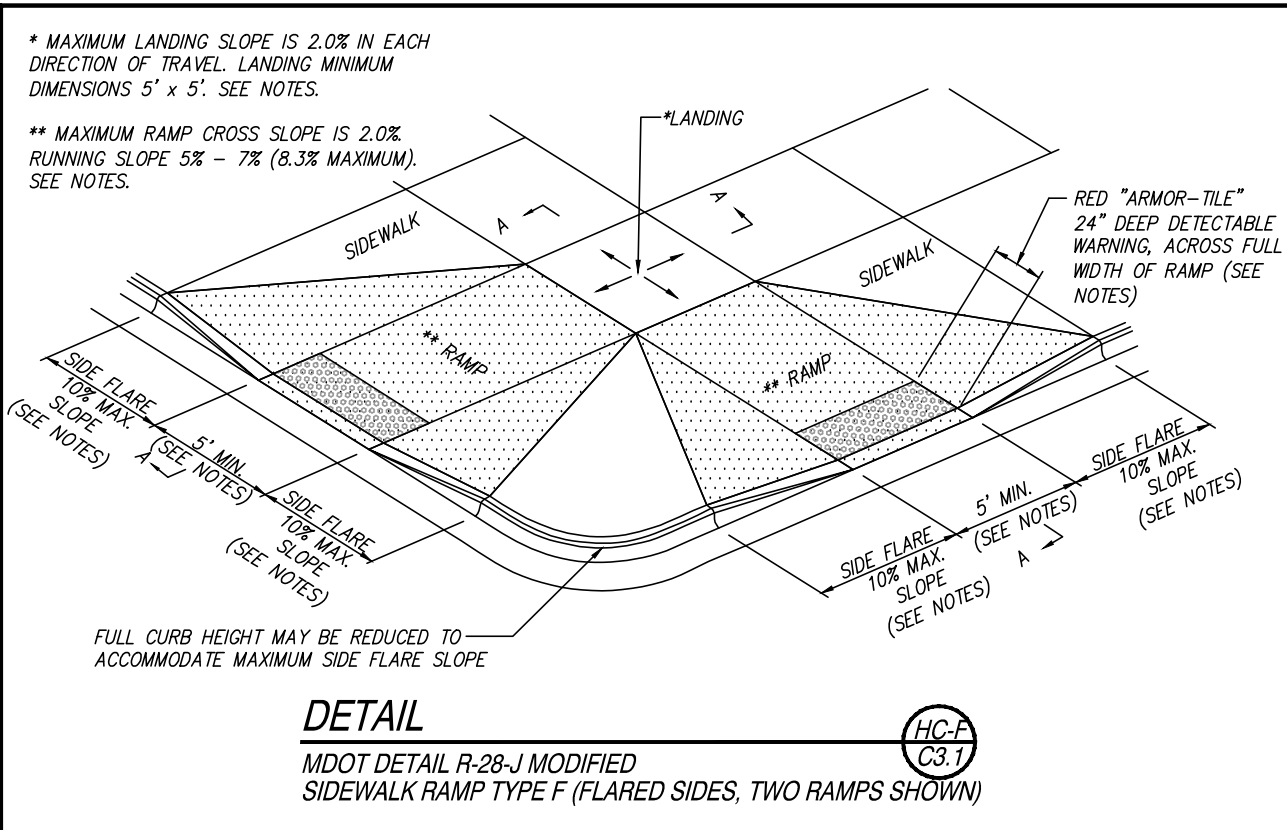 * MAXIMUM LANDING SLOPE IS 2.0% IN EACH
DIRECTION OF TRAVEL. LANDING MINIMUM
DIMENSIONS 5' x 5'. SEE NOTES.
** MAXIMUM RAMP CROSS SLOPE IS 2.0%.
RUNNING SLOPE 5% – 7% (8.3% MAXIMUM).
SEE NOTES.
*LANDING
RED "ARMOR-TILE"
24" DEEP DETECTABLE
WARNING, ACROSS FULL
WIDTH OF RAMP (SEE
NOTES)
SIDEWALK
A
A
SIDEWALK
** RAMP
** RAMP
SIDE FLARE
10% MAX.
SLOPE
(SEE NOTES)
A
5' MIN.
(SEE NOTES)
SIDE FLARE
10% MAX.
SLOPE
(SEE NOTES)
SIDE FLARE
10% MAX.
SLOPE
(SEE NOTES)
5' MIN.
(SEE NOTES)
A
SIDE FLARE
10% MAX.
SLOPE
(SEE NOTES)
FULL CURB HEIGHT MAY BE REDUCED TO
ACCOMMODATE MAXIMUM SIDE FLARE SLOPE
DETAIL
HC-F
C3.1
MDOT DETAIL R-28-J MODIFIED
SIDEWALK RAMP TYPE F (FLARED SIDES, TWO RAMPS SHOWN)